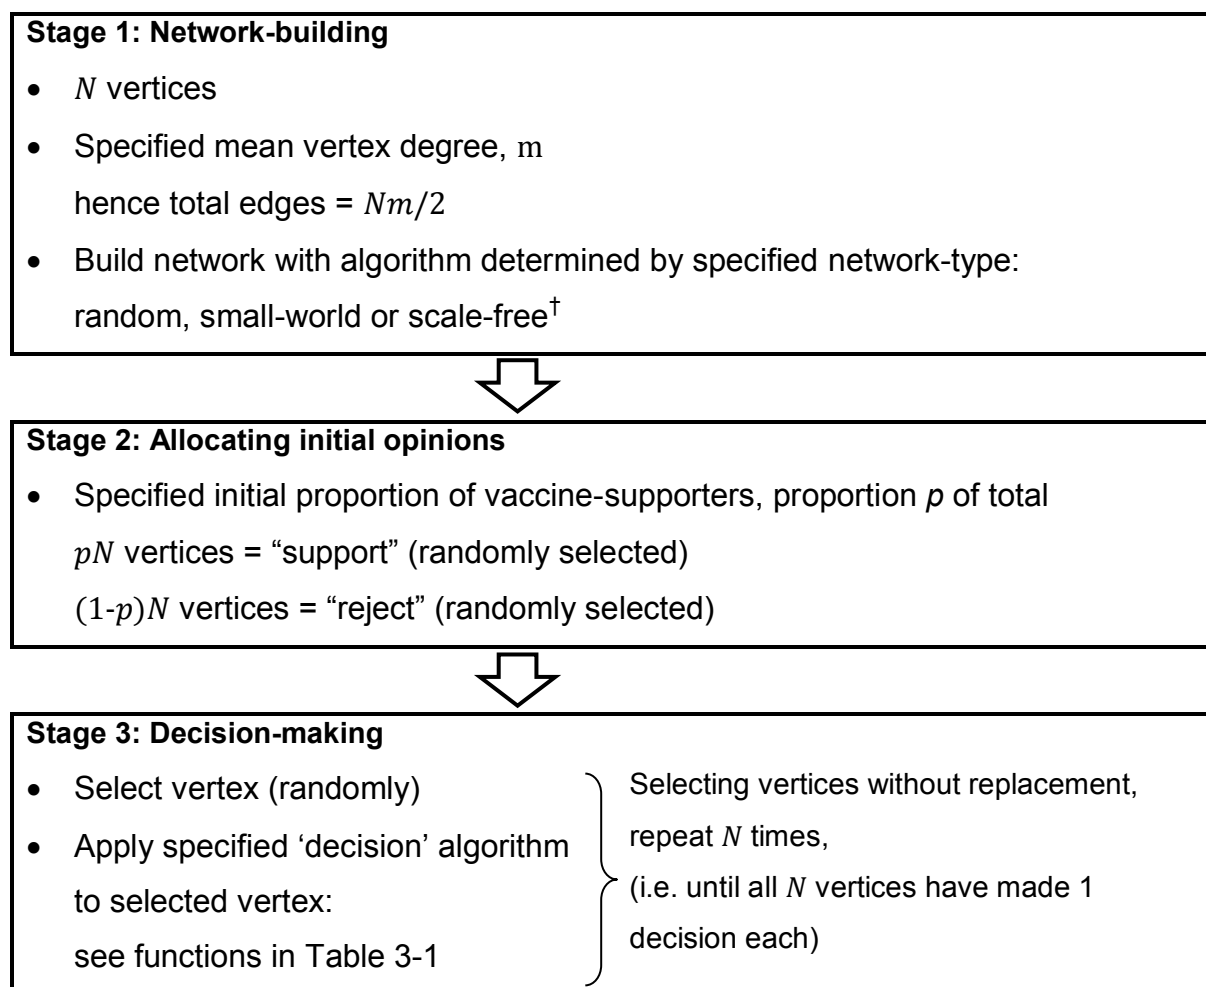 Stage 1: Network-building
• N vertices
• Specified mean vertex degree, m
hence total edges = Nm/2
• Build network with algorithm determined by specified network-type:
random, small-world or scale-free†
Stage 2: Allocating initial opinions
• Specified initial proportion of vaccine-supporters, proportion p of total
pN vertices = “support” (randomly selected)
(1-p)N vertices = “reject” (randomly selected)
Stage 3: Decision-making
• Select vertex (randomly)
• Apply specified ‘decision’ algorithm
to selected vertex:
see functions in Table 3-1
Selecting vertices without replacement,
repeat N times,
(i.e. until all N vertices have made 1
decision each)